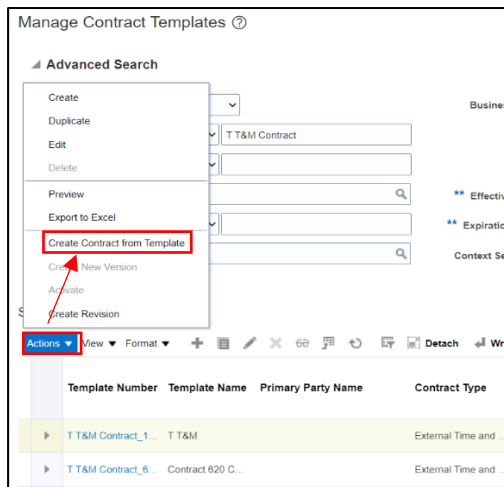 Manage Contract Templates
Advanced Search
Create
Duplicate
Busine
Edit
T T&M Contract
Delete
Preview
** Effectiv
Export to Excel
** Expiratio
Create Contract from Template
Context Se
Create New Version
Activate
Create Revision
S
Actions View Format Detach Wr
Template Number Template Name Primary Party Name Contract Type
T T&M Contract_1... T T&M External Time and ...
T T&M Contract_6... Contract 620 C... External Time and ...